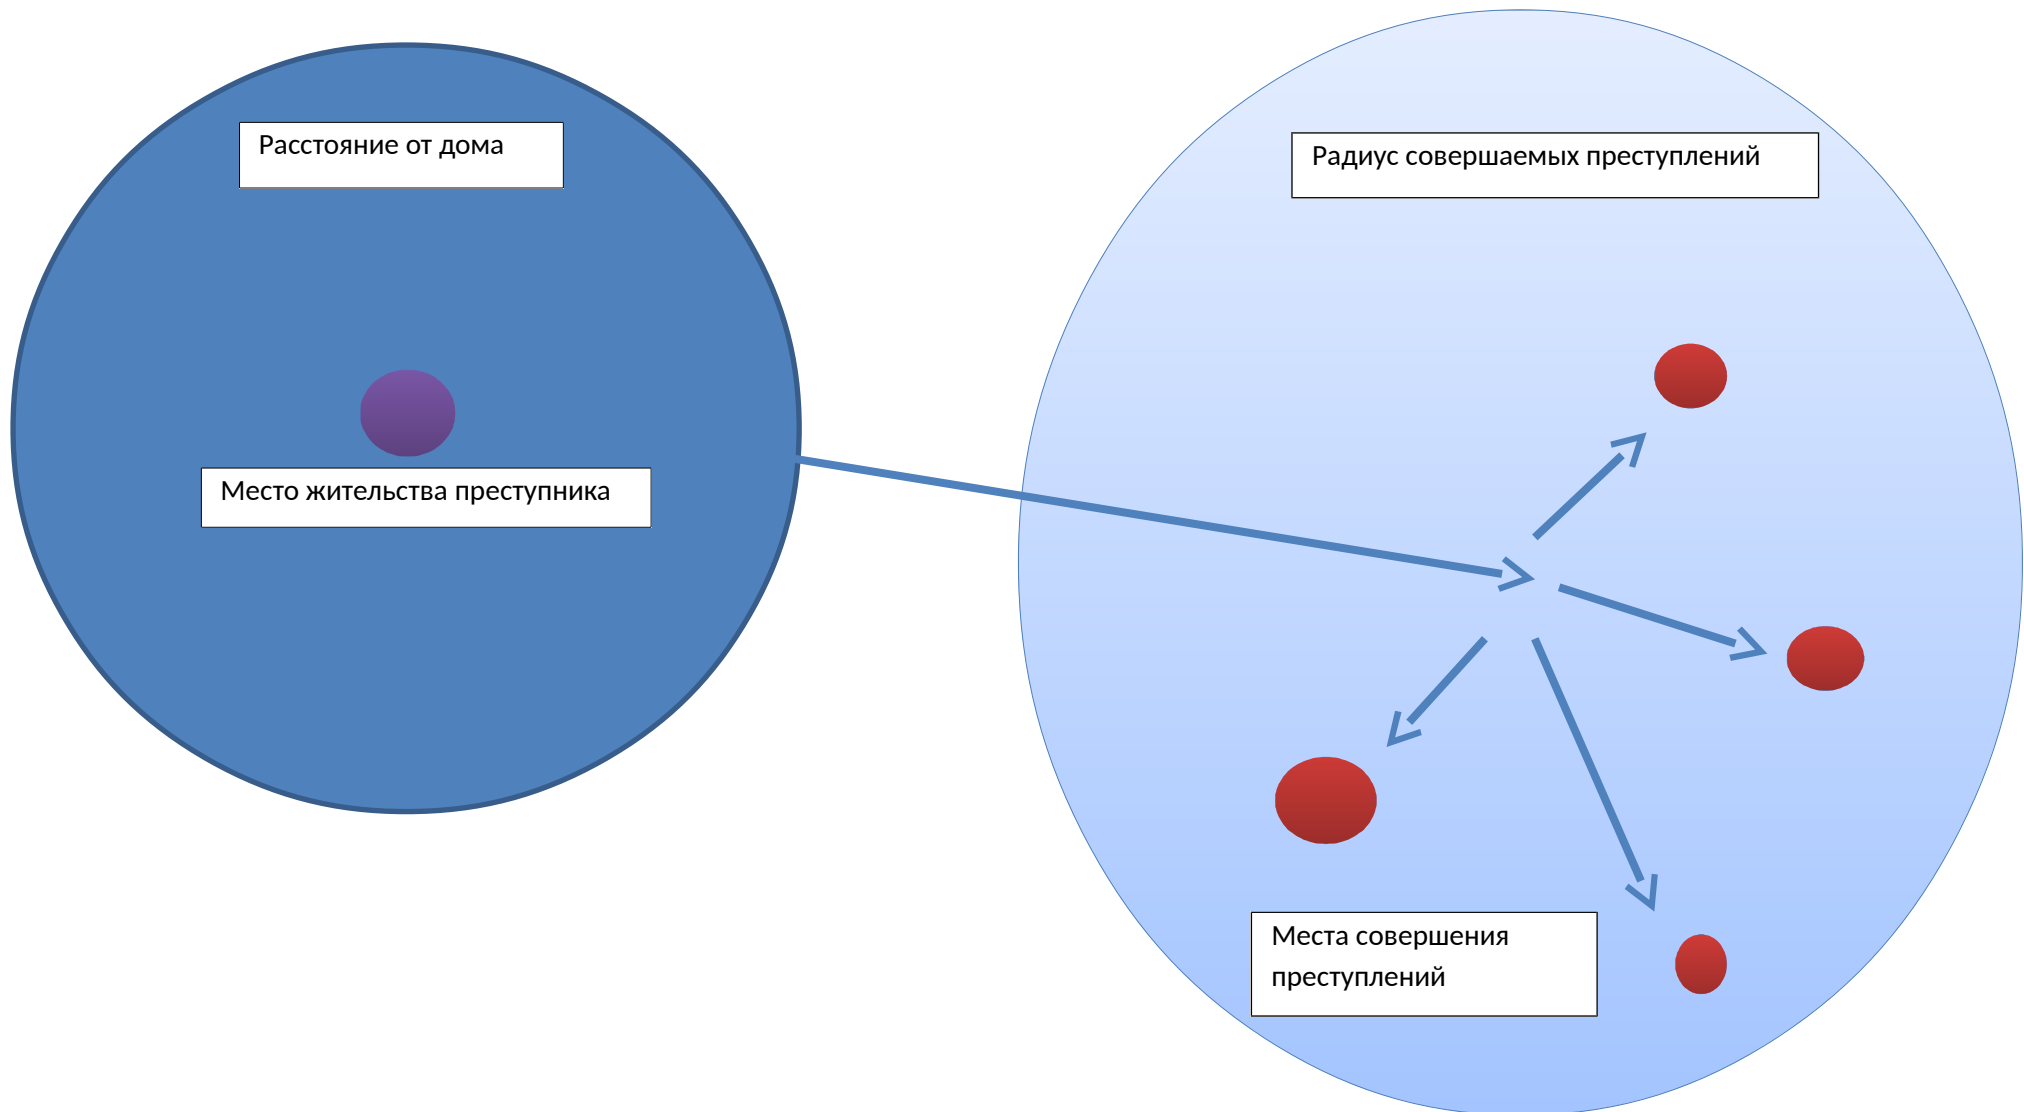 Расстояние от дома
Радиус совершаемых преступлений
Место жительства преступника
Места совершения
преступлений